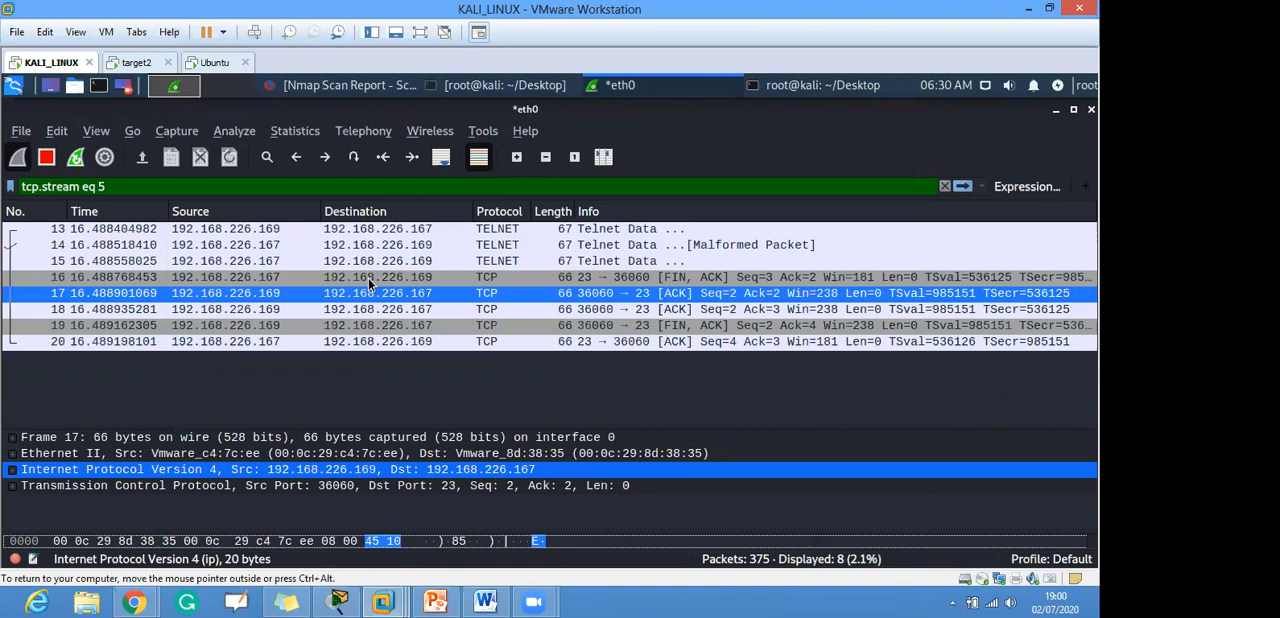 KALI_LINUX - VMware Workstation
File Edit View VM Tabs Help
KALI_LINUX target2 Ubuntu
[Nmap Scan Report - Sc... [root@kali: ~/Desktop] *eth0 root@kali: ~/Desktop 06:30 AM root
*eth0
File Edit View Go Capture Analyze Statistics Telephony Wireless Tools Help
tcp.stream eq 5 Expression... +
No. Time Source Destination Protocol Length Info
13 16.488404982 192.168.226.169 192.168.226.167 TELNET 67 Telnet Data ...
14 16.488518410 192.168.226.167 192.168.226.169 TELNET 67 Telnet Data ...[Malformed Packet]
15 16.488558025 192.168.226.167 192.168.226.169 TELNET 67 Telnet Data ...
16 16.488768453 192.168.226.167 192.168.226.169 TCP 66 23 → 36060 [FIN, ACK] Seq=3 Ack=2 Win=181 Len=0 TSval=536125 TSecr=985...
17 16.488901069 192.168.226.169 192.168.226.167 TCP 66 36060 → 23 [ACK] Seq=2 Ack=2 Win=238 Len=0 TSval=985151 TSecr=536125
18 16.488935281 192.168.226.169 192.168.226.167 TCP 66 36060 → 23 [ACK] Seq=2 Ack=3 Win=238 Len=0 TSval=985151 TSecr=536125
19 16.489162305 192.168.226.169 192.168.226.167 TCP 66 36060 → 23 [FIN, ACK] Seq=2 Ack=4 Win=238 Len=0 TSval=985151 TSecr=536...
20 16.489198101 192.168.226.167 192.168.226.169 TCP 66 23 → 36060 [ACK] Seq=4 Ack=3 Win=181 Len=0 TSval=536126 TSecr=985151
Frame 17: 66 bytes on wire (528 bits), 66 bytes captured (528 bits) on interface 0
Ethernet II, Src: Vmware_c4:7c:ee (00:0c:29:c4:7c:ee), Dst: Vmware_8d:38:35 (00:0c:29:8d:38:35)
Internet Protocol Version 4, Src: 192.168.226.169, Dst: 192.168.226.167
Transmission Control Protocol, Src Port: 36060, Dst Port: 23, Seq: 2, Ack: 2, Len: 0
0000 00 0c 29 8d 38 35 00 0c 29 c4 7c ee 08 00 45 10 ··)·85·· )·|···E·
Internet Protocol Version 4 (ip), 20 bytes Packets: 375 · Displayed: 8 (2.1%) Profile: Default
To return to your computer, move the mouse pointer outside or press Ctrl+Alt.
19:00
02/07/2020